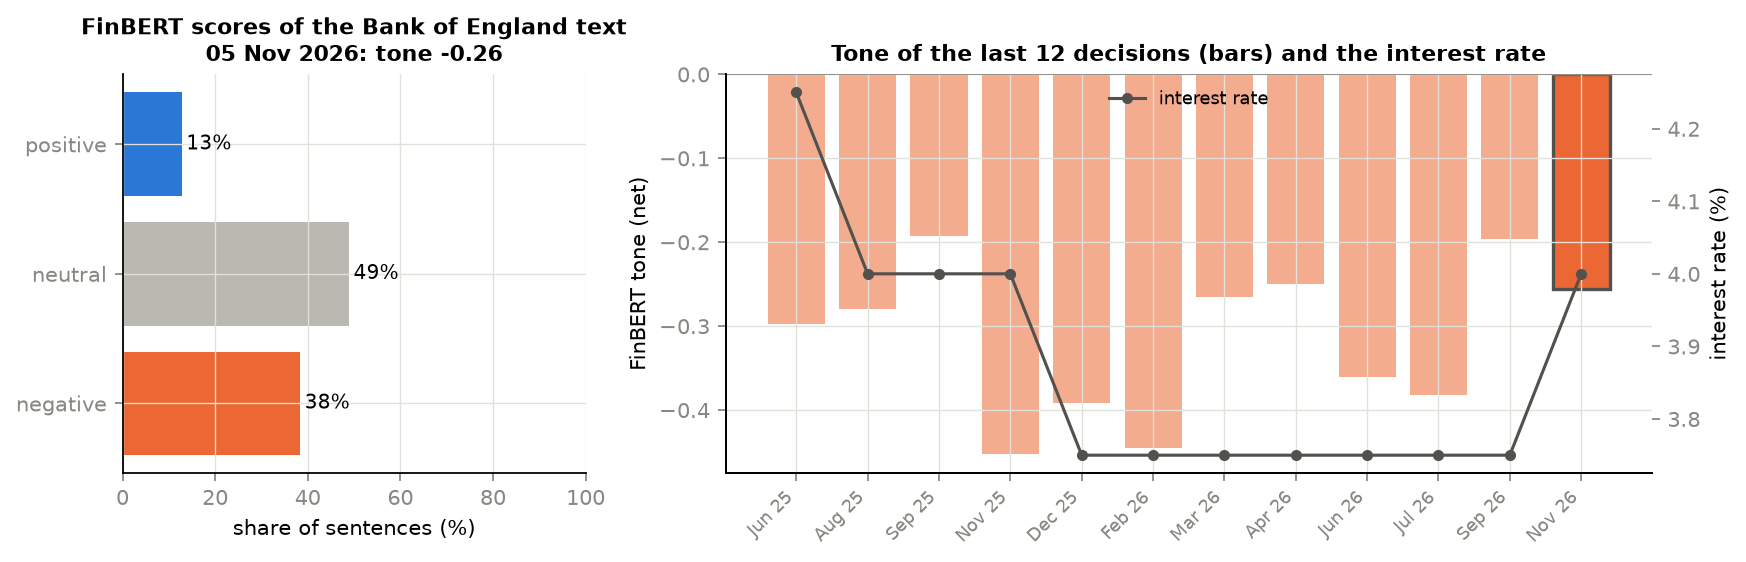 FinBERT scores of the Bank of England text
05 Nov 2026: tone -0.26
positive
neutral
negative
13%
49%
38%
0
20
40
60
80
100
share of sentences (%)
Tone of the last 12 decisions (bars) and the interest rate
interest rate
FinBERT tone (net)
0.0
−0.1
−0.2
−0.3
−0.4
4.2
4.1
4.0
3.9
3.8
interest rate (%)
Jun 25
Aug 25
Sep 25
Nov 25
Dec 25
Feb 26
Mar 26
Apr 26
Jun 26
Jul 26
Sep 26
Nov 26